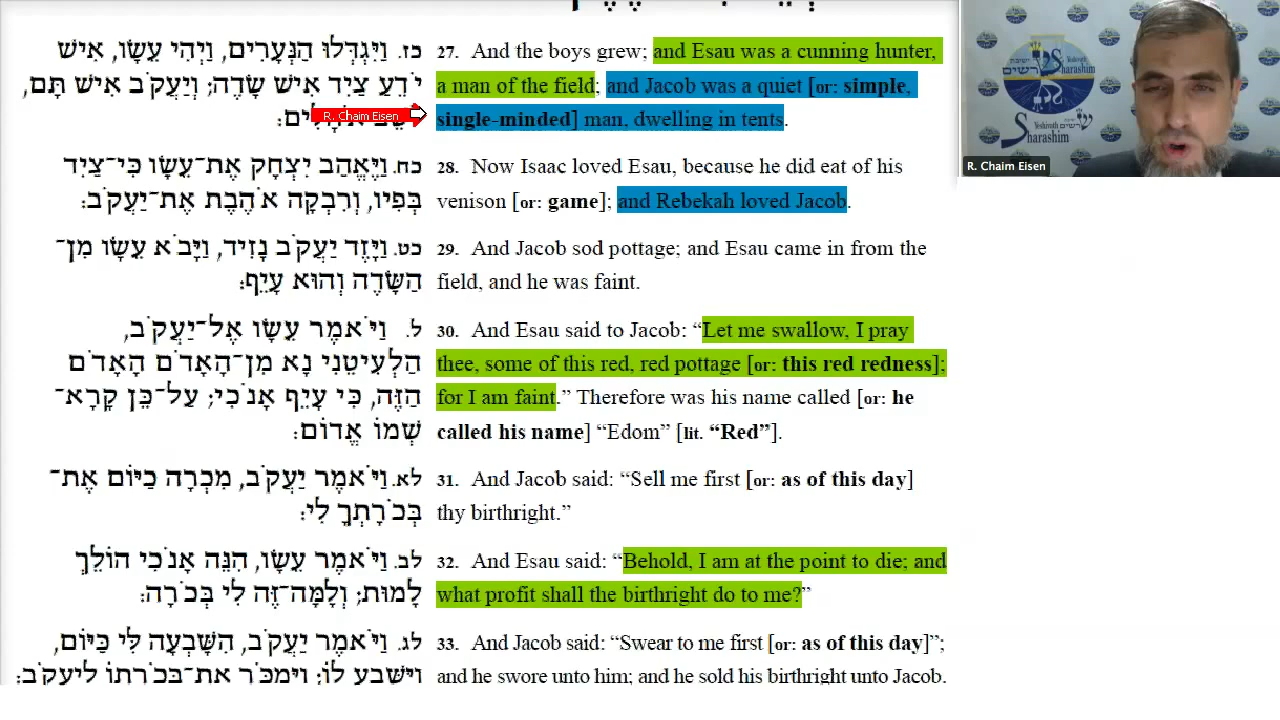 כז. וַיִּגְדְּלוּ הַנְּעָרִים, וַיְהִי עֵשָׂו, אִישׁ
יֹדֵעַ צַיִד אִישׁ שָׂדֶה; וְיַעֲקֹב אִישׁ תָּם,
R. Chaim Eisen
27. And the boys grew; and Esau was a cunning hunter,
a man of the field; and Jacob was a quiet [or: simple,
single-minded] man, dwelling in tents.
כח. וַיֶּאֱהַב יִצְחָק אֶת־עֵשָׂו כִּי־צַיִד
בְּפִיו, וְרִבְקָה אֹהֶבֶת אֶת־יַעֲקֹב:
28. Now Isaac loved Esau, because he did eat of his
venison [or: game]; and Rebekah loved Jacob.
כט. וַיָּזֶד יַעֲקֹב נָזִיד, וַיָּבֹא עֵשָׂו מִן־
הַשָּׂדֶה וְהוּא עָיֵף:
29. And Jacob sod pottage; and Esau came in from the
field, and he was faint.
ל. וַיֹּאמֶר עֵשָׂו אֶל־יַעֲקֹב,
הַלְעִיטֵנִי נָא מִן־הָאָדֹם הָאָדֹם
הַזֶּה, כִּי עָיֵף אָנֹכִי; עַל־כֵּן קָרָא־
שְׁמוֹ אֱדוֹם:
30. And Esau said to Jacob: “Let me swallow, I pray
thee, some of this red, red pottage [or: this red redness];
for I am faint.” Therefore was his name called [or: he
called his name] “Edom” [lit. “Red”].
לא. וַיֹּאמֶר יַעֲקֹב, מִכְרָה כַיּוֹם אֶת־
בְּכֹרָתְךָ לִי:
31. And Jacob said: “Sell me first [or: as of this day]
thy birthright.”
לב. וַיֹּאמֶר עֵשָׂו, הִנֵּה אָנֹכִי הוֹלֵךְ
לָמוּת; וְלָמָּה־זֶּה לִי בְּכֹרָה:
32. And Esau said: “Behold, I am at the point to die; and
what profit shall the birthright do to me?”
לג. וַיֹּאמֶר יַעֲקֹב, הִשָּׁבְעָה לִּי כַּיּוֹם,
וַיִּשָּׁבַע לוֹ; וַיִּמְכֹּר אֶת־בְּכֹרָתוֹ לְיַעֲקֹב:
33. And Jacob said: “Swear to me first [or: as of this day]”;
and he swore unto him; and he sold his birthright unto Jacob.
ישיבת
שרשים
Yeshivath
Sharashim
R. Chaim Eisen